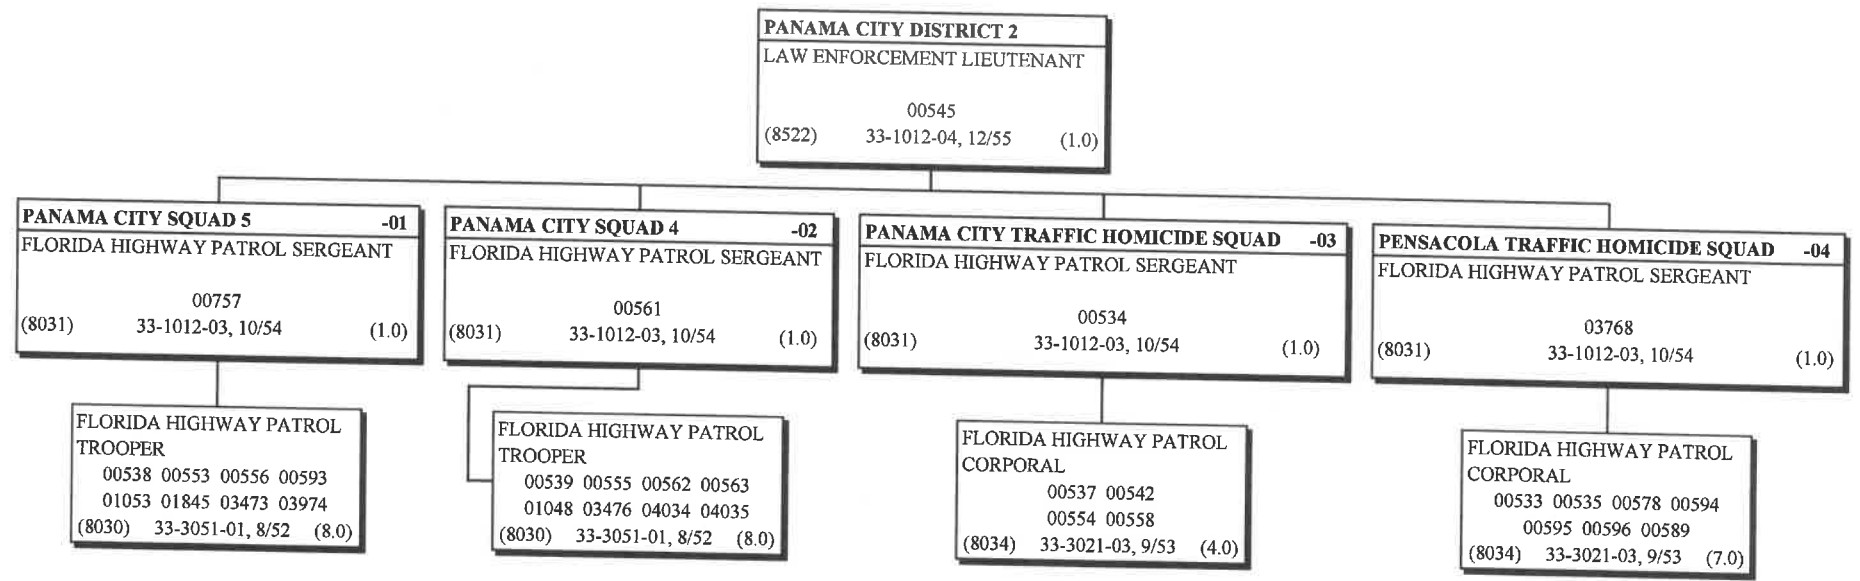 PANAMA CITY DISTRICT 2
LAW ENFORCEMENT LIEUTENANT
00545
(8522) 33-1012-04, 12/55 (1.0)
PANAMA CITY SQUAD 5 -01
FLORIDA HIGHWAY PATROL SERGEANT
00757
(8031) 33-1012-03, 10/54 (1.0)
PANAMA CITY SQUAD 4 -02
FLORIDA HIGHWAY PATROL SERGEANT
00561
(8031) 33-1012-03, 10/54 (1.0)
PANAMA CITY TRAFFIC HOMICIDE SQUAD -03
FLORIDA HIGHWAY PATROL SERGEANT
00534
(8031) 33-1012-03, 10/54 (1.0)
PENSACOLA TRAFFIC HOMICIDE SQUAD -04
FLORIDA HIGHWAY PATROL SERGEANT
03768
(8031) 33-1012-03, 10/54 (1.0)
FLORIDA HIGHWAY PATROL
TROOPER
00538 00553 00556 00593
01053 01845 03473 03974
(8030) 33-3051-01, 8/52 (8.0)
FLORIDA HIGHWAY PATROL
TROOPER
00539 00555 00562 00563
01048 03476 04034 04035
(8030) 33-3051-01, 8/52 (8.0)
FLORIDA HIGHWAY PATROL
CORPORAL
00537 00542
00554 00558
(8034) 33-3021-03, 9/53 (4.0)
FLORIDA HIGHWAY PATROL
CORPORAL
00533 00535 00578 00594
00595 00596 00589
(8034) 33-3021-03, 9/53 (7.0)